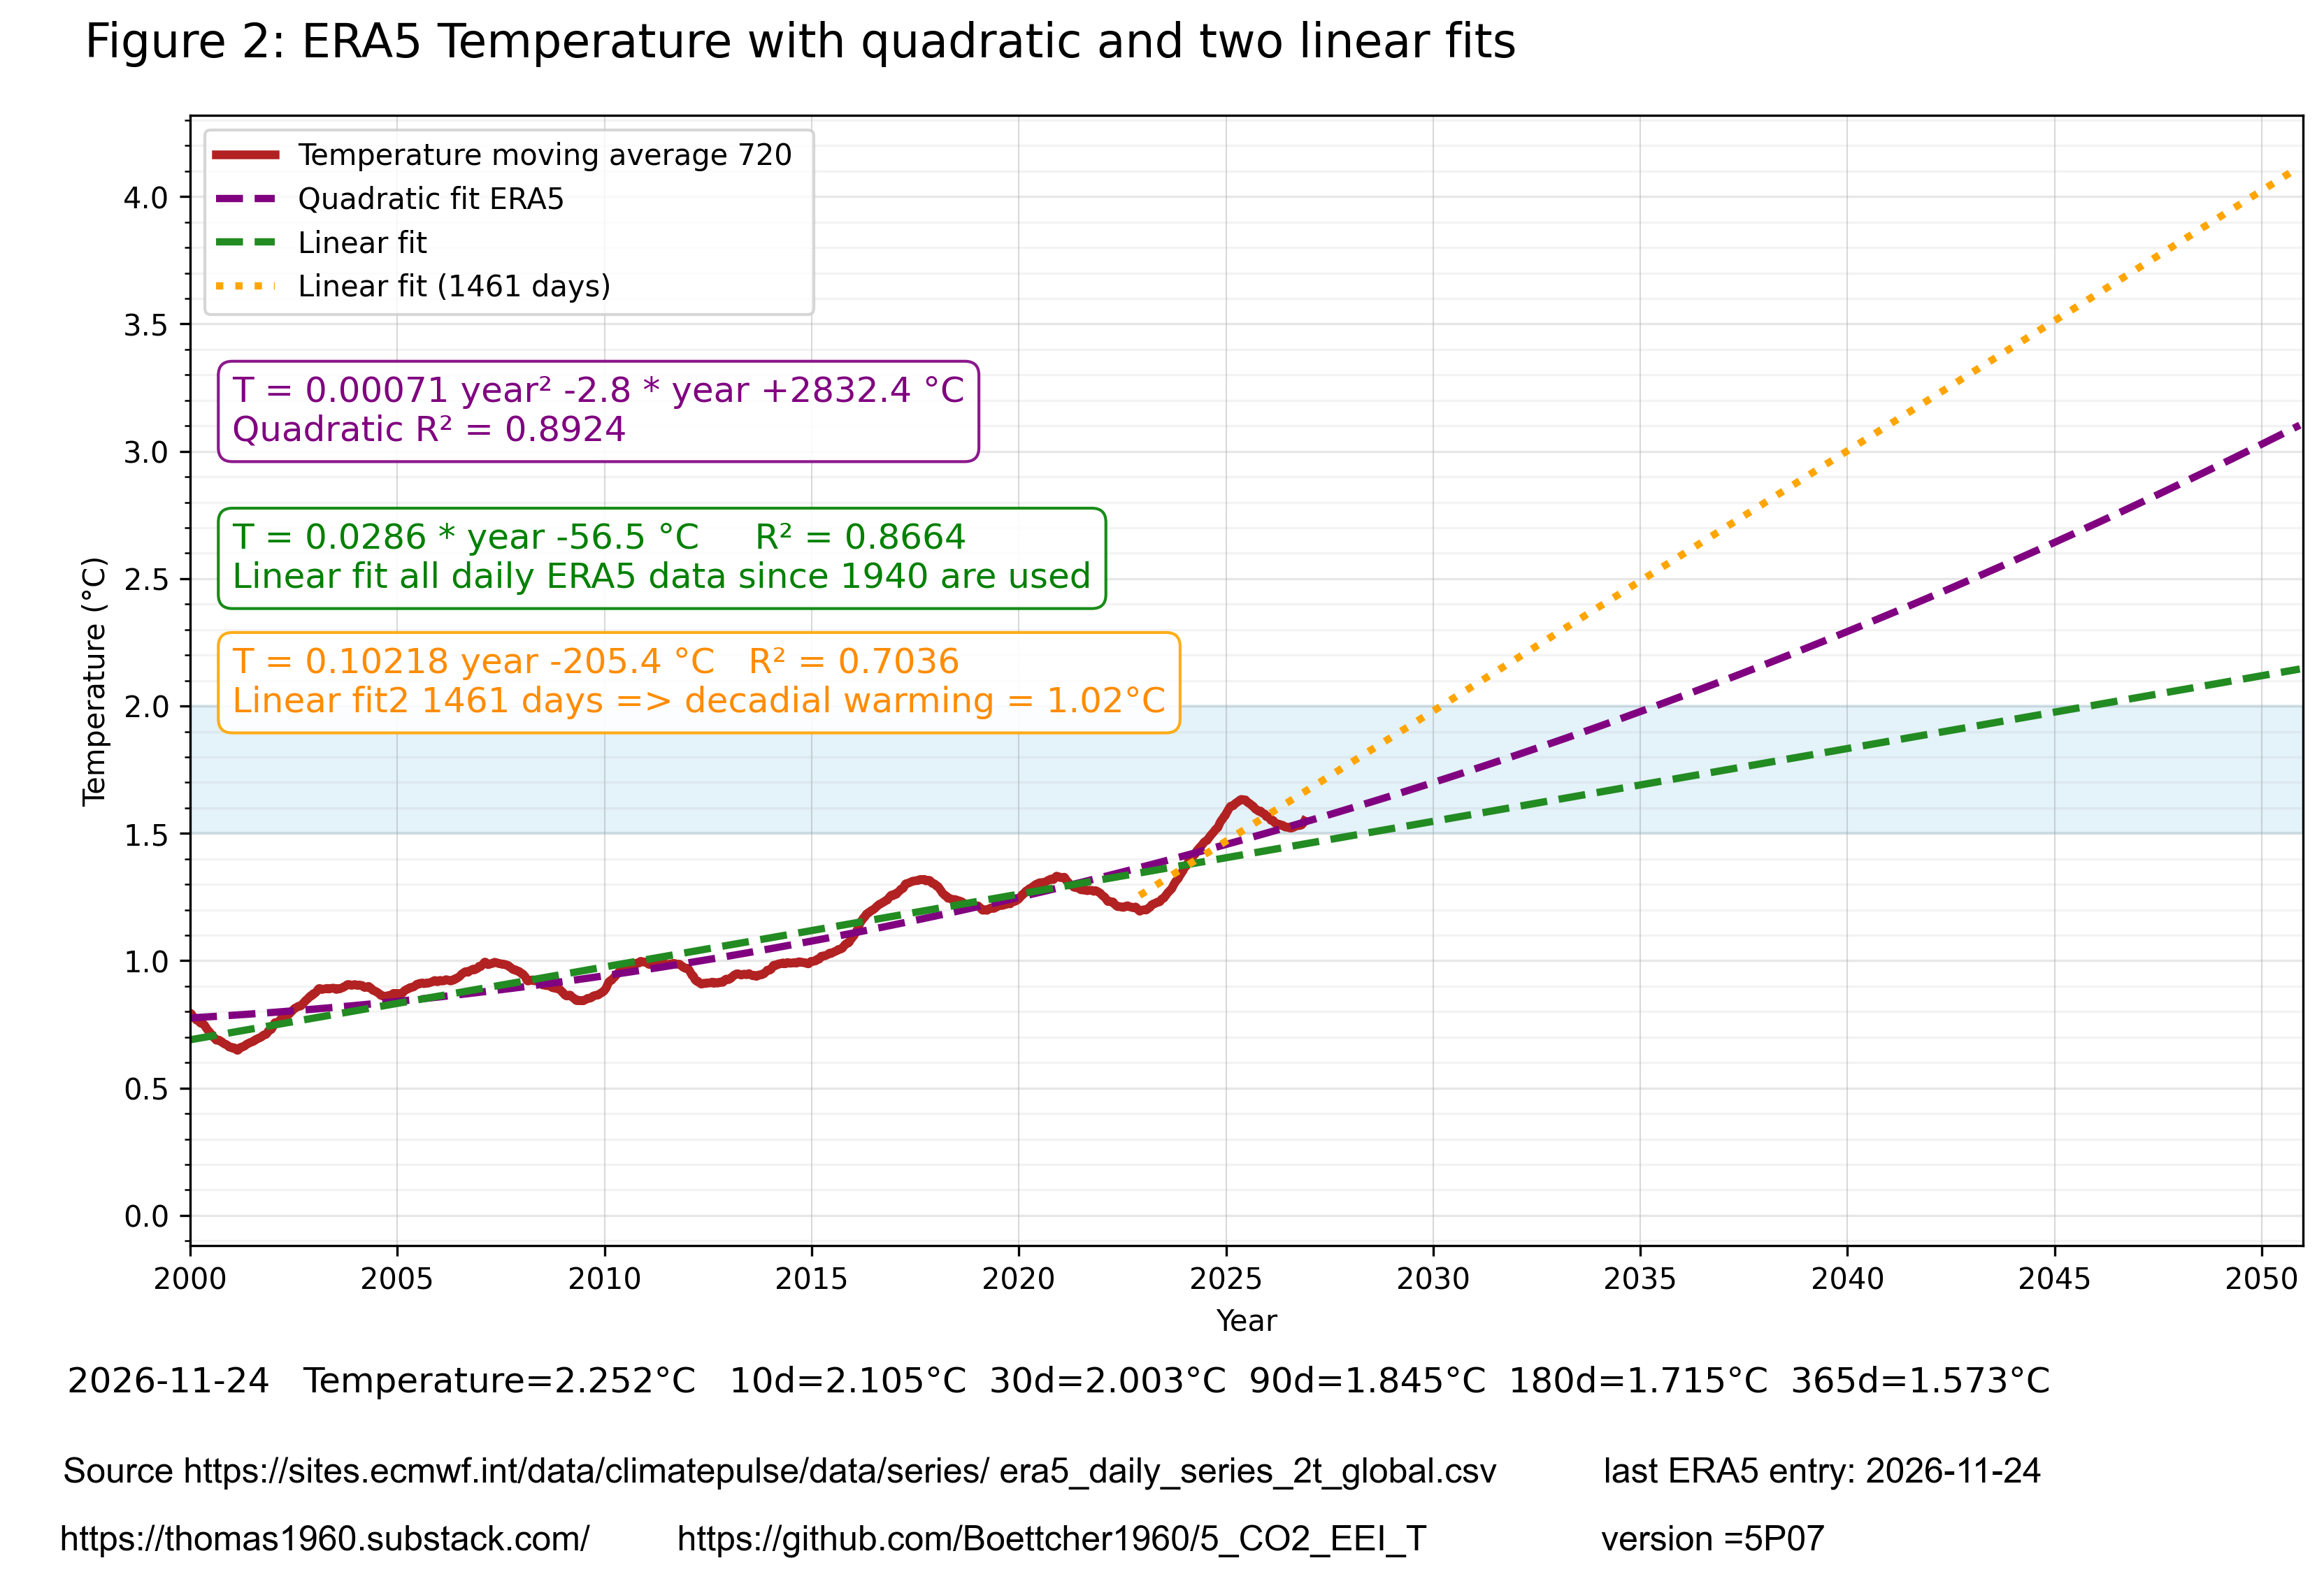 Figure 2: ERA5 Temperature with quadratic and two linear fits
Temperature moving average 720
Quadratic fit ERA5
Linear fit
Linear fit (1461 days)
T = 0.00071 year² -2.8 * year +2832.4 °C
Quadratic R² = 0.8924
T = 0.0286 * year -56.5 °C R² = 0.8664
Linear fit all daily ERA5 data since 1940 are used
T = 0.10218 year -205.4 °C R² = 0.7036
Linear fit2 1461 days => decadial warming = 1.02°C
Temperature (°C)
4.0
3.5
3.0
2.5
2.0
1.5
1.0
0.5
0.0
2000 2005 2010 2015 2020 2025 2030 2035 2040 2045 2050
Year
2026-11-24 Temperature=2.252°C 10d=2.105°C 30d=2.003°C 90d=1.845°C 180d=1.715°C 365d=1.573°C
Source https://sites.ecmwf.int/data/climatepulse/data/series/ era5_daily_series_2t_global.csv last ERA5 entry: 2026-11-24
https://thomas1960.substack.com/ https://github.com/Boettcher1960/5_CO2_EEI_T version =5P07